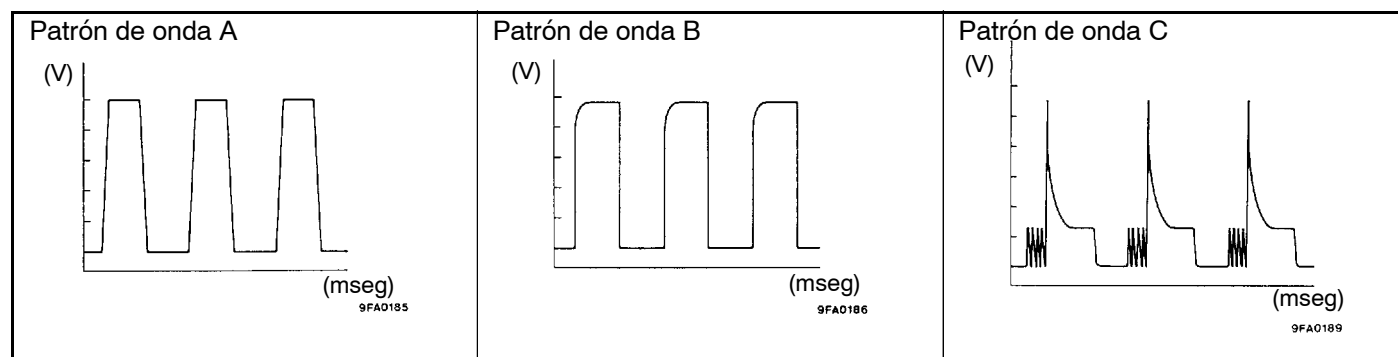 Patrón de onda A
(V)
(mseg)
9FA0185
Patrón de onda B
(V)
(mseg)
9FA0186
Patrón de onda C
(V)
(mseg)
9FA0189